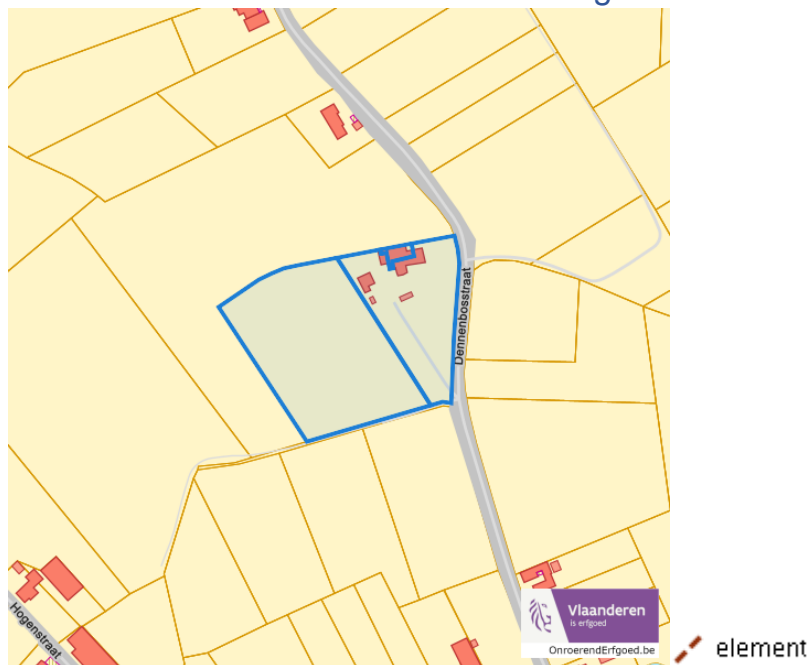 Dennenbosstraat
Hogenstraat
Vlaanderen
is erfgoed
OnroerendErfgoed.be
element